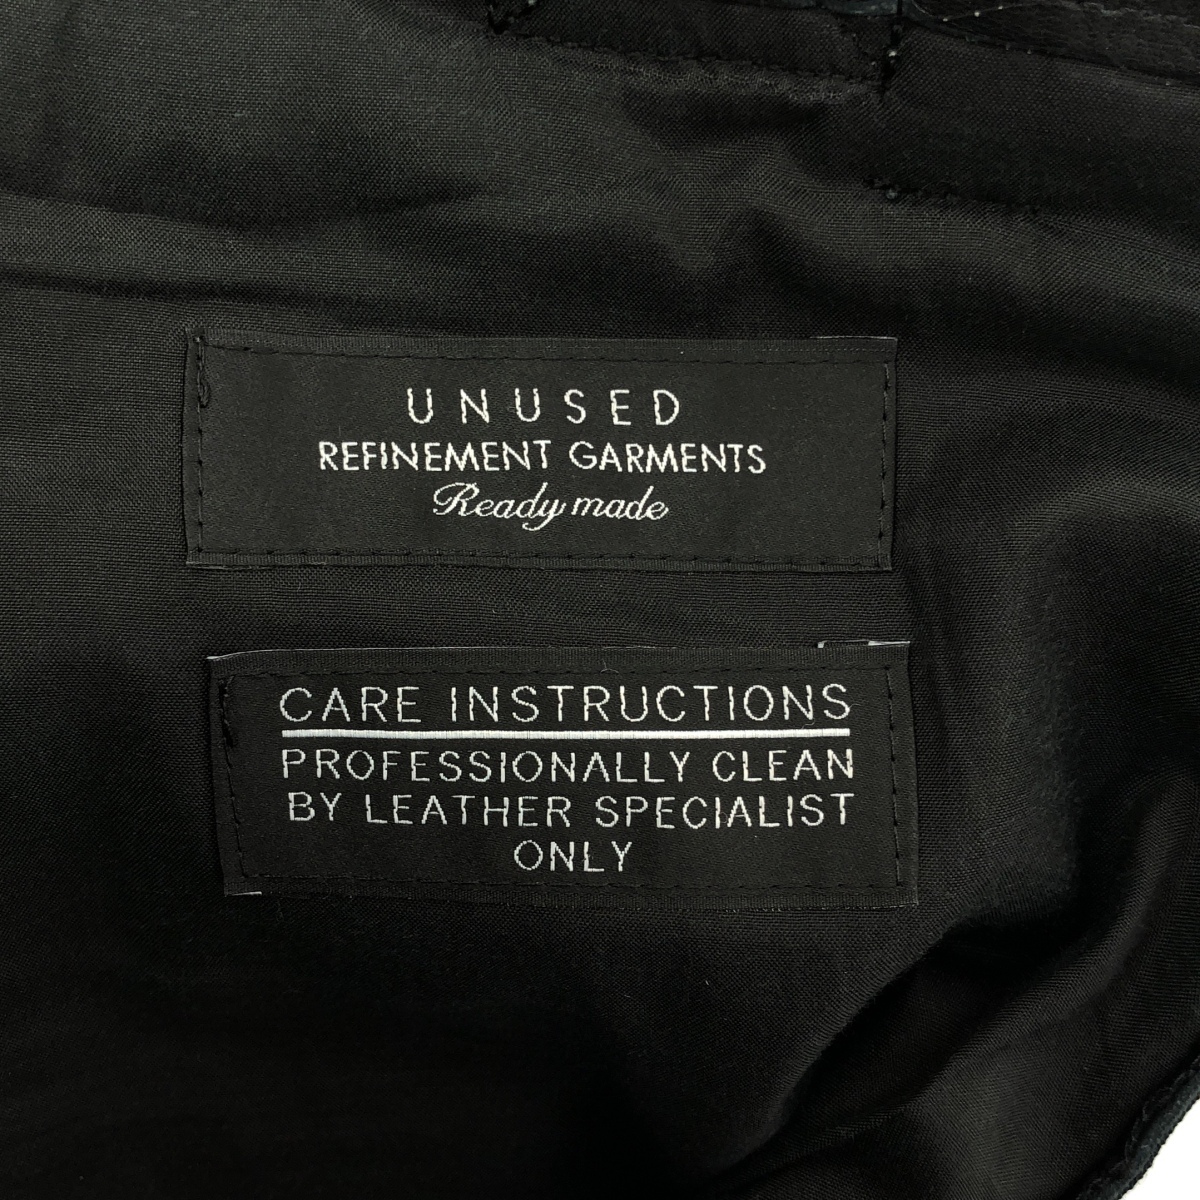 UNUSED
REFINEMENT GARMENTS
Ready made
CARE INSTRUCTIONS
PROFESSIONALLY CLEAN
BY LEATHER SPECIALIST
ONLY